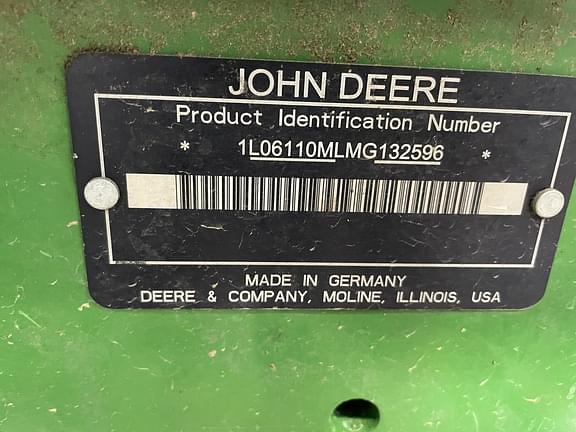 JOHN DEERE
Product Identification Number
* 1L06110MLMG132596 *
MADE IN GERMANY
DEERE & COMPANY, MOLINE, ILLINOIS, USA